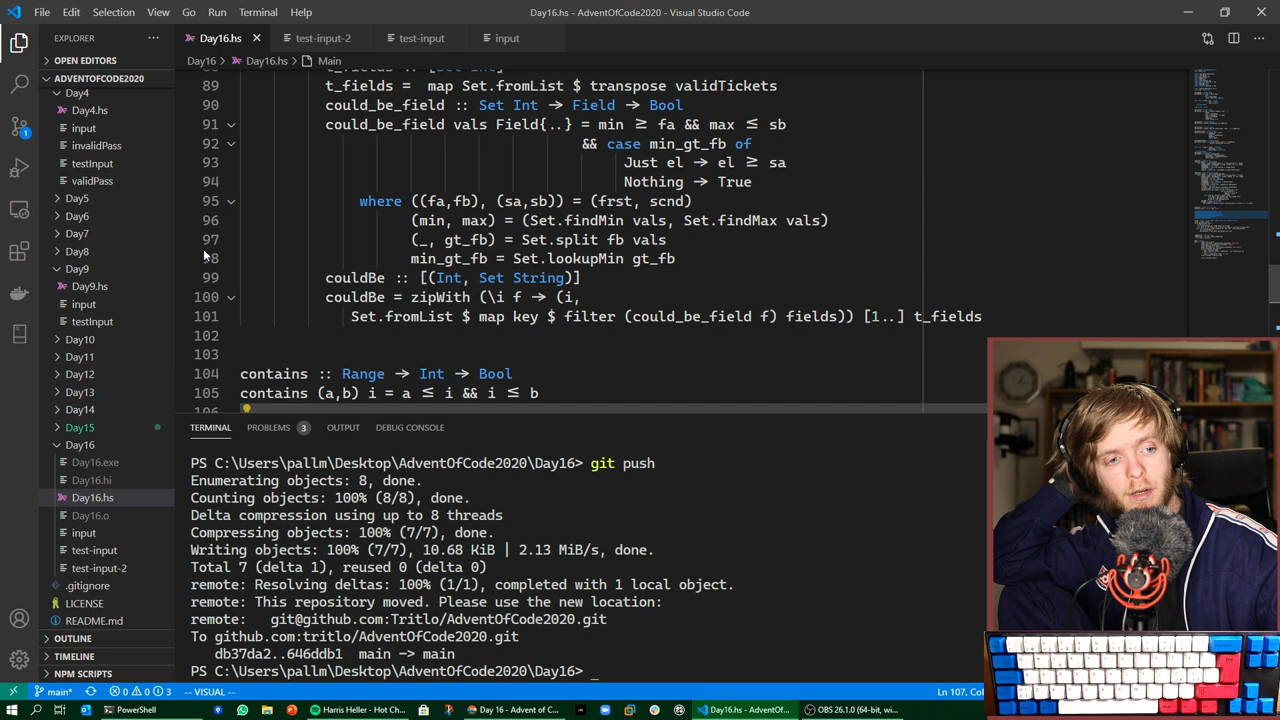 File Edit Selection View Go Run Terminal Help
Day16.hs - AdventOfCode2020 - Visual Studio Code
EXPLORER
Day16.hs
test-input-2
test-input
input
OPEN EDITORS
Day16 > Day16.hs > Main
ADVENTOFCODE2020
Day4
Day4.hs
input
invalidPass
testInput
validPass
Day5
Day6
Day7
Day8
Day9
Day9.hs
input
testInput
Day10
Day11
Day12
Day13
Day14
Day15
Day16
Day16.exe
Day16.hi
Day16.hs
Day16.o
input
test-input
test-input-2
.gitignore
LICENSE
README.md
OUTLINE
TIMELINE
NPM SCRIPTS
89 t_fields = map Set.fromList $ transpose validTickets
90 could_be_field :: Set Int → Field → Bool
91 could_be_field vals Field{..} = min ≥ fa && max ≤ sb
92 && case min_gt_fb of
93 Just el → el ≥ sa
94 Nothing → True
95 where ((fa,fb), (sa,sb)) = (frst, scnd)
96 (min, max) = (Set.findMin vals, Set.findMax vals)
97 (_, gt_fb) = Set.split fb vals
98 min_gt_fb = Set.lookupMin gt_fb
99 couldBe :: [(Int, Set String)]
100 couldBe = zipWith (\i f → (i,
101 Set.fromList $ map key $ filter (could_be_field f) fields)) [1..] t_fields
102
103
104 contains :: Range → Int → Bool
105 contains (a,b) i = a ≤ i && i ≤ b
106
TERMINAL PROBLEMS 3 OUTPUT DEBUG CONSOLE
PS C:\Users\pallm\Desktop\AdventOfCode2020\Day16> git push
Enumerating objects: 8, done.
Counting objects: 100% (8/8), done.
Delta compression using up to 8 threads
Compressing objects: 100% (7/7), done.
Writing objects: 100% (7/7), 10.68 KiB | 2.13 MiB/s, done.
Total 7 (delta 1), reused 0 (delta 0)
remote: Resolving deltas: 100% (1/1), completed with 1 local object.
remote: This repository moved. Please use the new location:
remote: git@github.com:Tritlo/AdventOfCode2020.git
To github.com:tritlo/AdventOfCode2020.git
db37da2..646ddb1 main -> main
PS C:\Users\pallm\Desktop\AdventOfCode2020\Day16> _
main* 0 0 3 -- VISUAL -- Ln 107,
PowerShell
Harris Heller - Hot Ch...
Day 16 - Advent of C...
Day16.hs - AdventOf...
OBS 26.1.0 (64-bit, w...